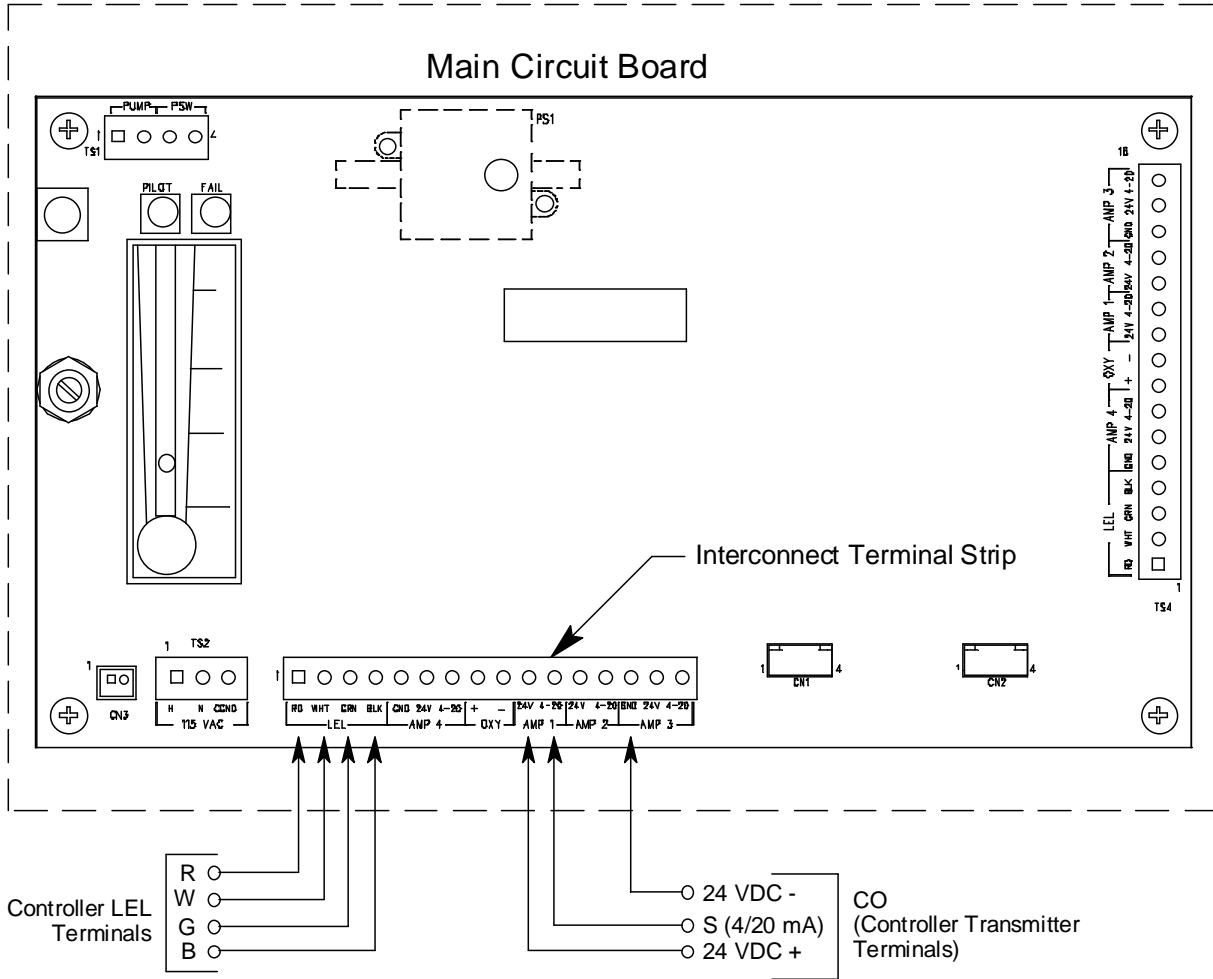 Main Circuit Board
PUMP PSW
1 4
TS1
PS1
PILOT FAIL
16
AMP 3 4-20
24V
GND
AMP 2 4-20
24V
AMP 1 4-20
24V
OXY -
+
AMP 4 4-20
24V
GND
LEL BLK
GRN
WHT
RD
1
TS4
Interconnect Terminal Strip
1 TS2
1
CN3
H N CGND
115 VAC
1
RD WHT GRN BLK GND 24V 4-20 + - 24V 4-20 24V 4-20 GND 24V 4-20
LEL AMP 4 OXY AMP 1 AMP 2 AMP 3
1 4
CN1
1 4
CN2
Controller LEL
Terminals
R
W
G
B
24 VDC -
S (4/20 mA)
24 VDC +
CO
(Controller Transmitter
Terminals)